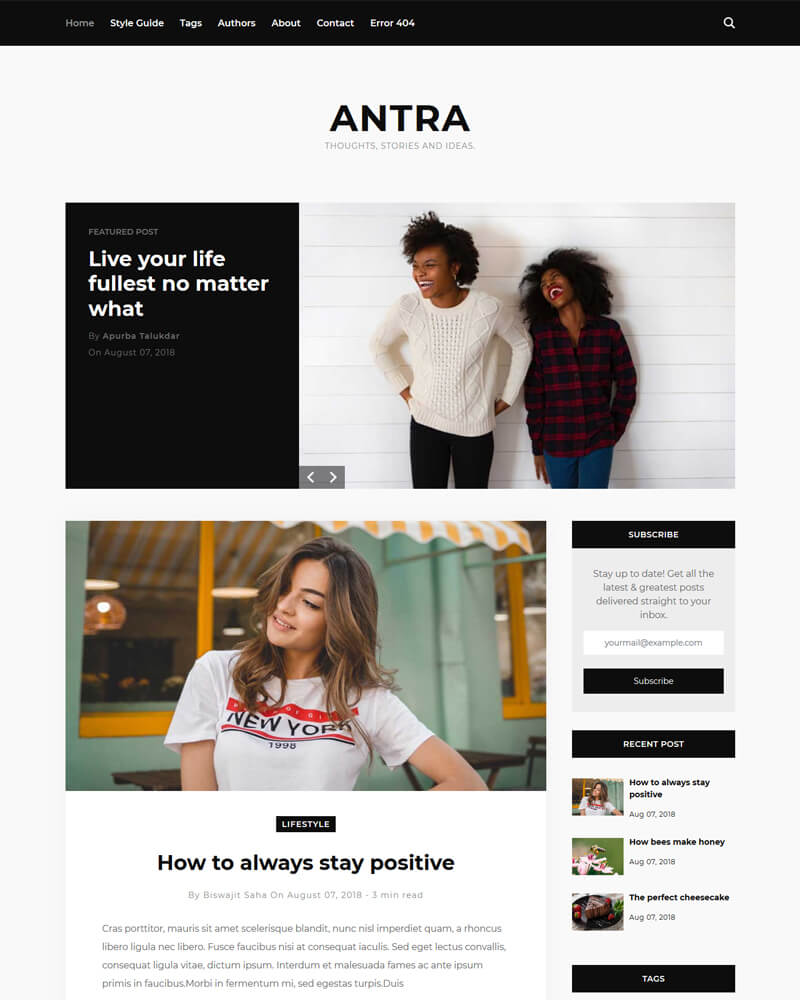 Home Style Guide Tags Authors About Contact Error 404
ANTRA
THOUGHTS, STORIES AND IDEAS.
FEATURED POST
Live your life
fullest no matter
what
By Apurba Talukdar
On August 07, 2018
NEW YORK
1998
LIFESTYLE
How to always stay positive
By Biswajit Saha On August 07, 2018 - 3 min read
Cras porttitor, mauris sit amet scelerisque blandit, nunc nisl imperdiet quam, a rhoncus
libero ligula nec libero. Fusce faucibus nisi at consequat iaculis. Sed eget lectus convallis,
consequat ligula vitae, dictum ipsum. Interdum et malesuada fames ac ante ipsum
primis in faucibus.Morbi in fermentum mi, sed egestas turpis.Duis
SUBSCRIBE
Stay up to date! Get all the
latest & greatest posts
delivered straight to your
inbox.
yourmail@example.com
Subscribe
RECENT POST
How to always stay
positive
Aug 07, 2018
How bees make honey
Aug 07, 2018
The perfect cheesecake
Aug 07, 2018
TAGS